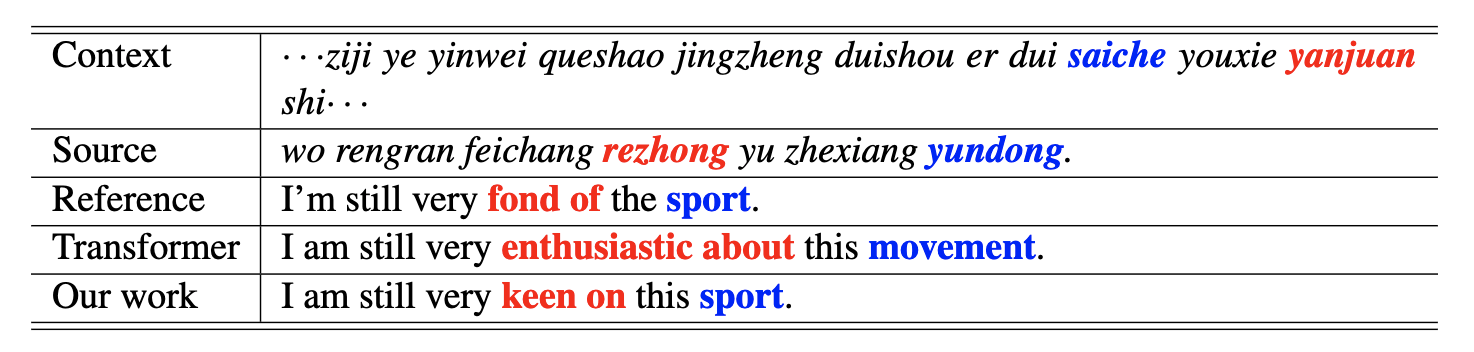 Context ···ziji ye yinwei queshao jingzheng duishou er dui saiche youxie yanjuan
shi···
Source wo rengran feichang rezhong yu zhexiang yundong.
Reference I’m still very fond of the sport.
Transformer I am still very enthusiastic about this movement.
Our work I am still very keen on this sport.